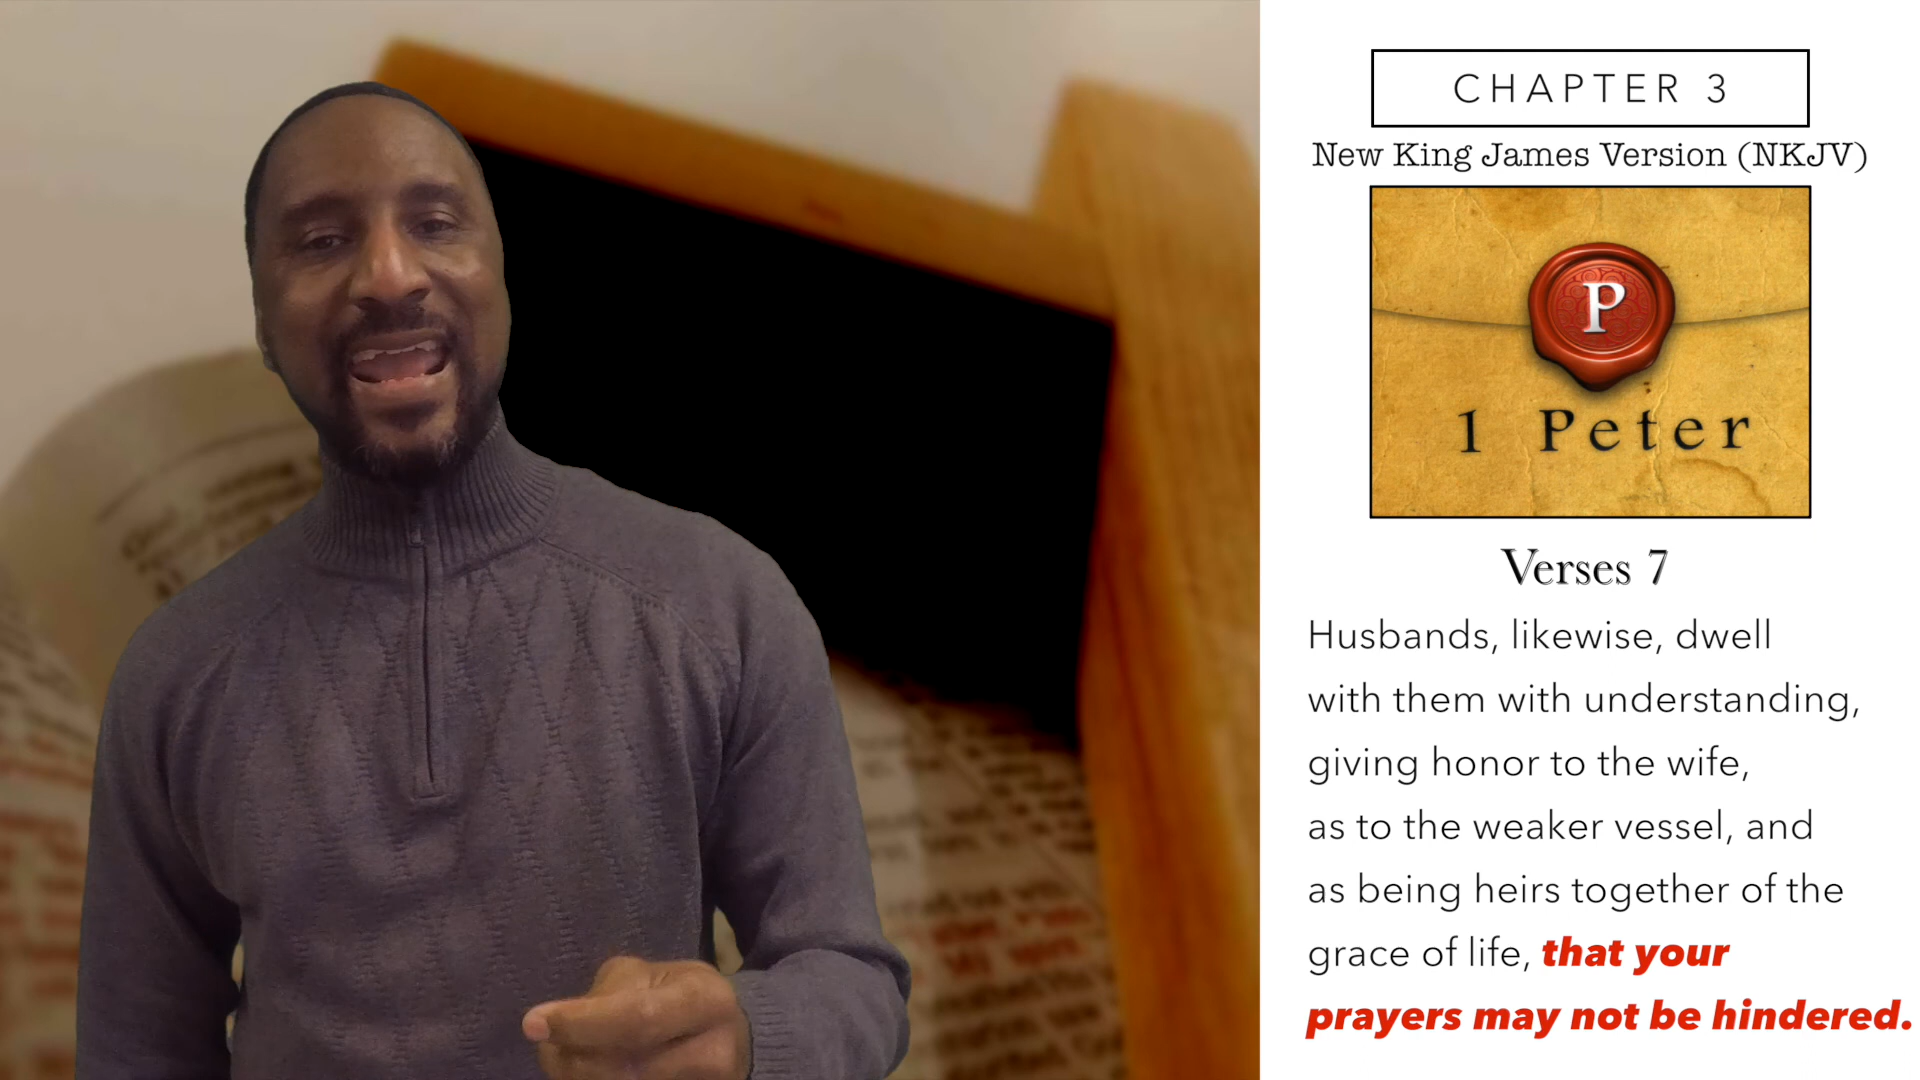 CHAPTER 3
New King James Version (NKJV)
P
1 Peter
Verses 7
Husbands, likewise, dwell
with them with understanding,
giving honor to the wife,
as to the weaker vessel, and
as being heirs together of the
grace of life, that your
prayers may not be hindered.